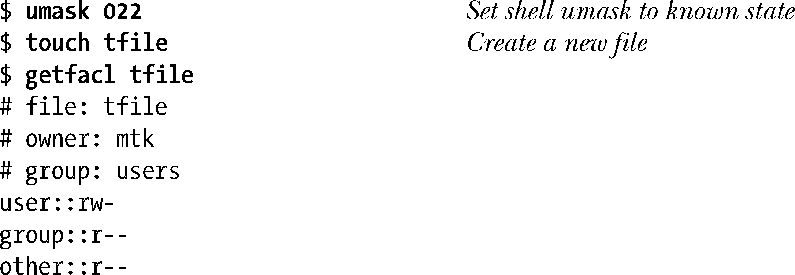 $ umask 022 Set shell umask to known state
$ touch tfile Create a new file
$ getfacl tfile
# file: tfile
# owner: mtk
# group: users
user::rw-
group::r--
other::r--